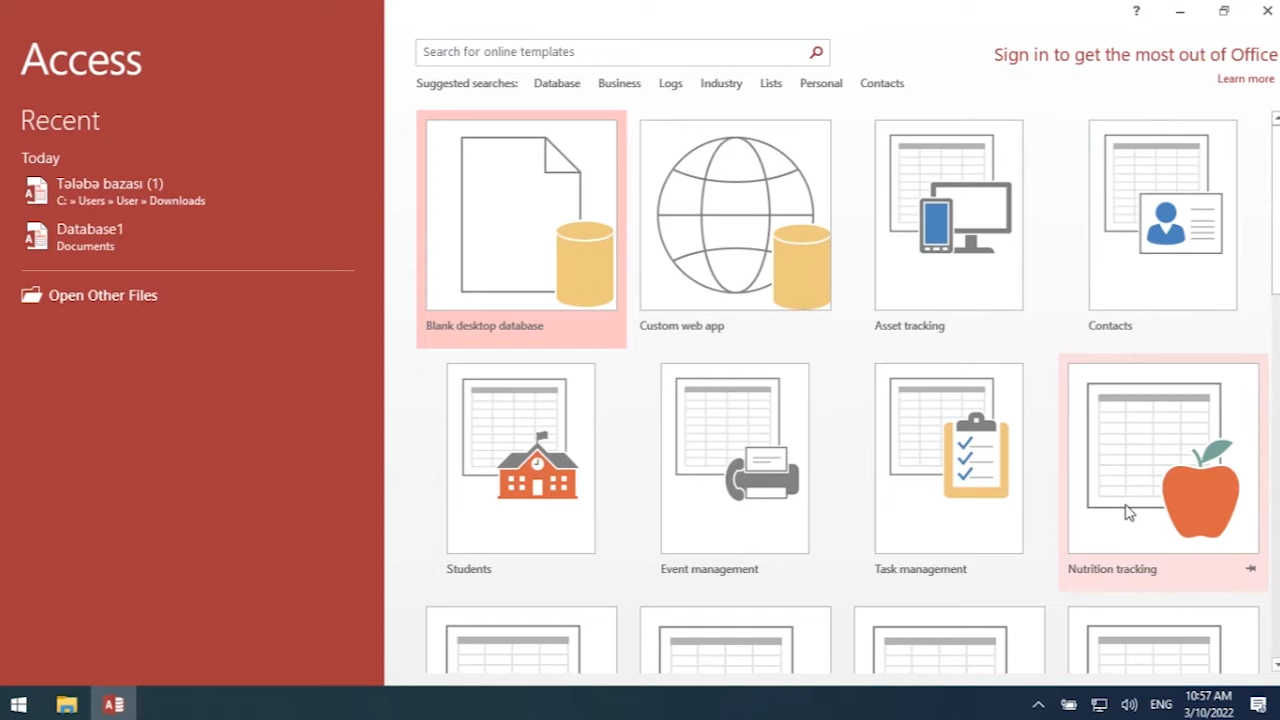 Access
Recent
Today
Tələbə bazası (1)
C: » Users » User » Downloads
Database1
Documents
Open Other Files
?
Search for online templates
Sign in to get the most out of Office
Learn more
Suggested searches: Database Business Logs Industry Lists Personal Contacts
Blank desktop database
Custom web app
Asset tracking
Contacts
Students
Event management
Task management
Nutrition tracking
ENG
10:57 AM
3/10/2022